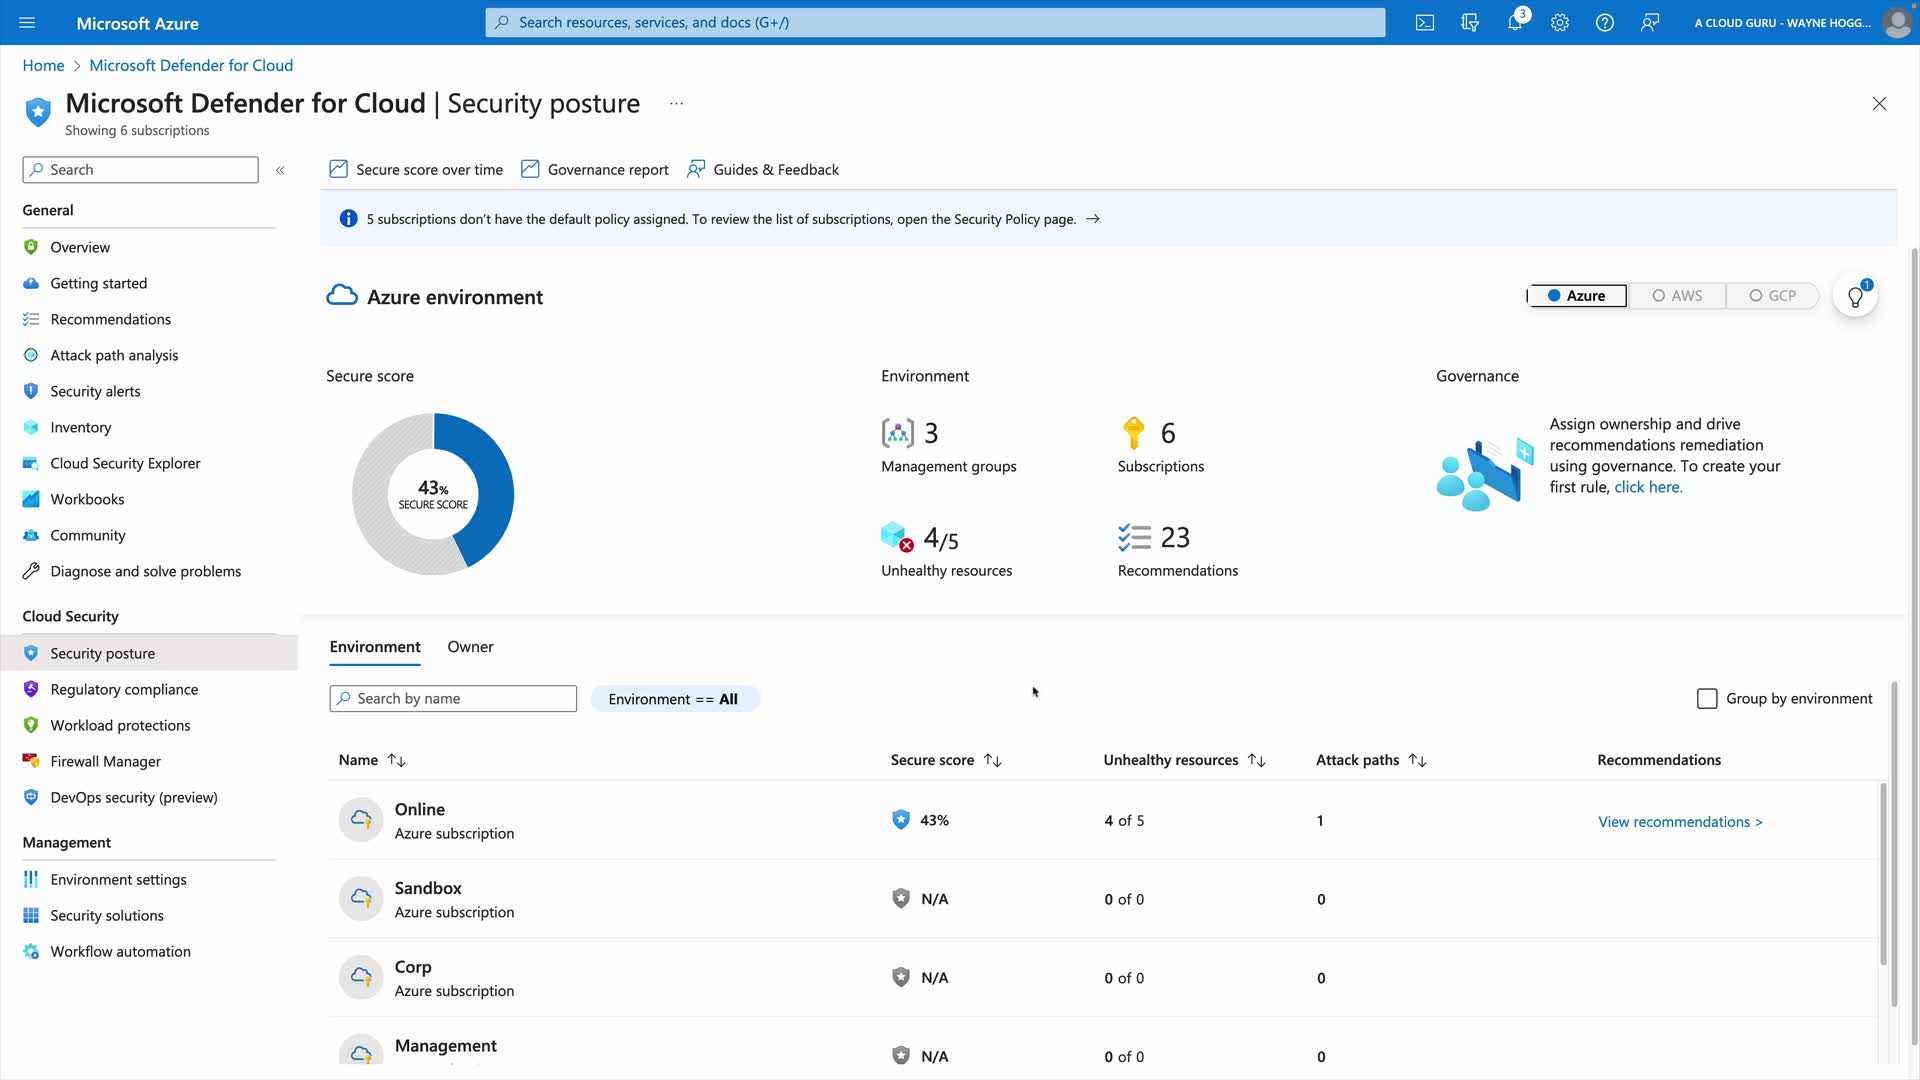 Microsoft Azure
Search resources, services, and docs (G+/)
3
A CLOUD GURU - WAYNE HOGG...
Home > Microsoft Defender for Cloud
Microsoft Defender for Cloud | Security posture ...
Showing 6 subscriptions
Search
«
Secure score over time
Governance report
Guides & Feedback
General
Overview
Getting started
Recommendations
Attack path analysis
Security alerts
Inventory
Cloud Security Explorer
Workbooks
Community
Diagnose and solve problems
Cloud Security
Security posture
Regulatory compliance
Workload protections
Firewall Manager
DevOps security (preview)
Management
Environment settings
Security solutions
Workflow automation
5 subscriptions don't have the default policy assigned. To review the list of subscriptions, open the Security Policy page. →
Azure environment
Azure
AWS
GCP
1
Secure score
43%
SECURE SCORE
Environment
3
Management groups
6
Subscriptions
4/5
Unhealthy resources
23
Recommendations
Governance
Assign ownership and drive
recommendations remediation
using governance. To create your
first rule, click here.
Environment
Owner
Search by name
Environment == All
Group by environment
Name ↑↓
Secure score ↑↓
Unhealthy resources ↑↓
Attack paths ↑↓
Recommendations
Online
Azure subscription
43%
4 of 5
1
View recommendations >
Sandbox
Azure subscription
N/A
0 of 0
0
Corp
Azure subscription
N/A
0 of 0
0
Management
N/A
0 of 0
0